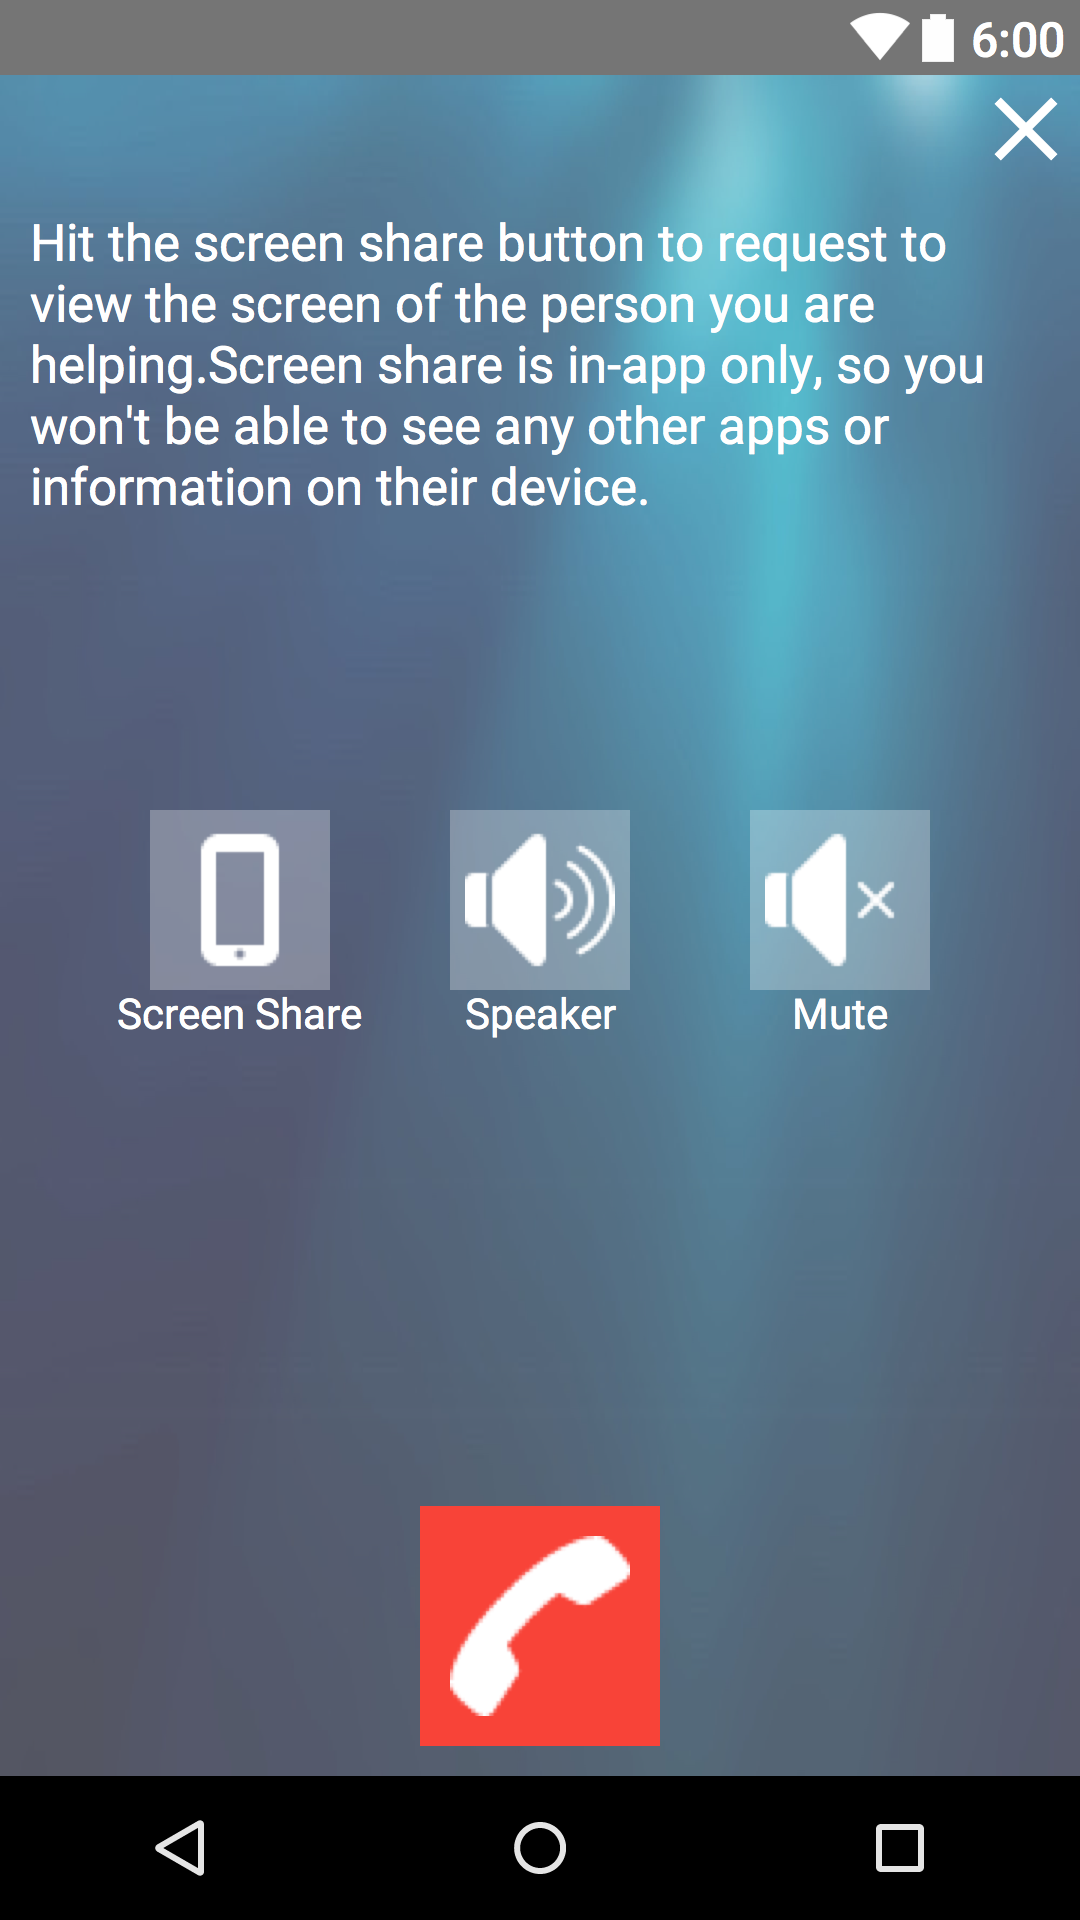 6:00
Hit the screen share button to request to
view the screen of the person you are
helping.Screen share is in-app only, so you
won't be able to see any other apps or
information on their device.
Screen Share
Speaker
Mute